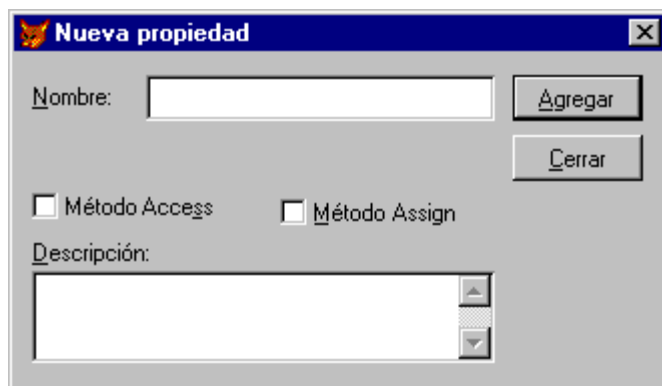 Nueva propiedad
Nombre:
Agregar
Cerrar
Método Access
Método Assign
Descripción: